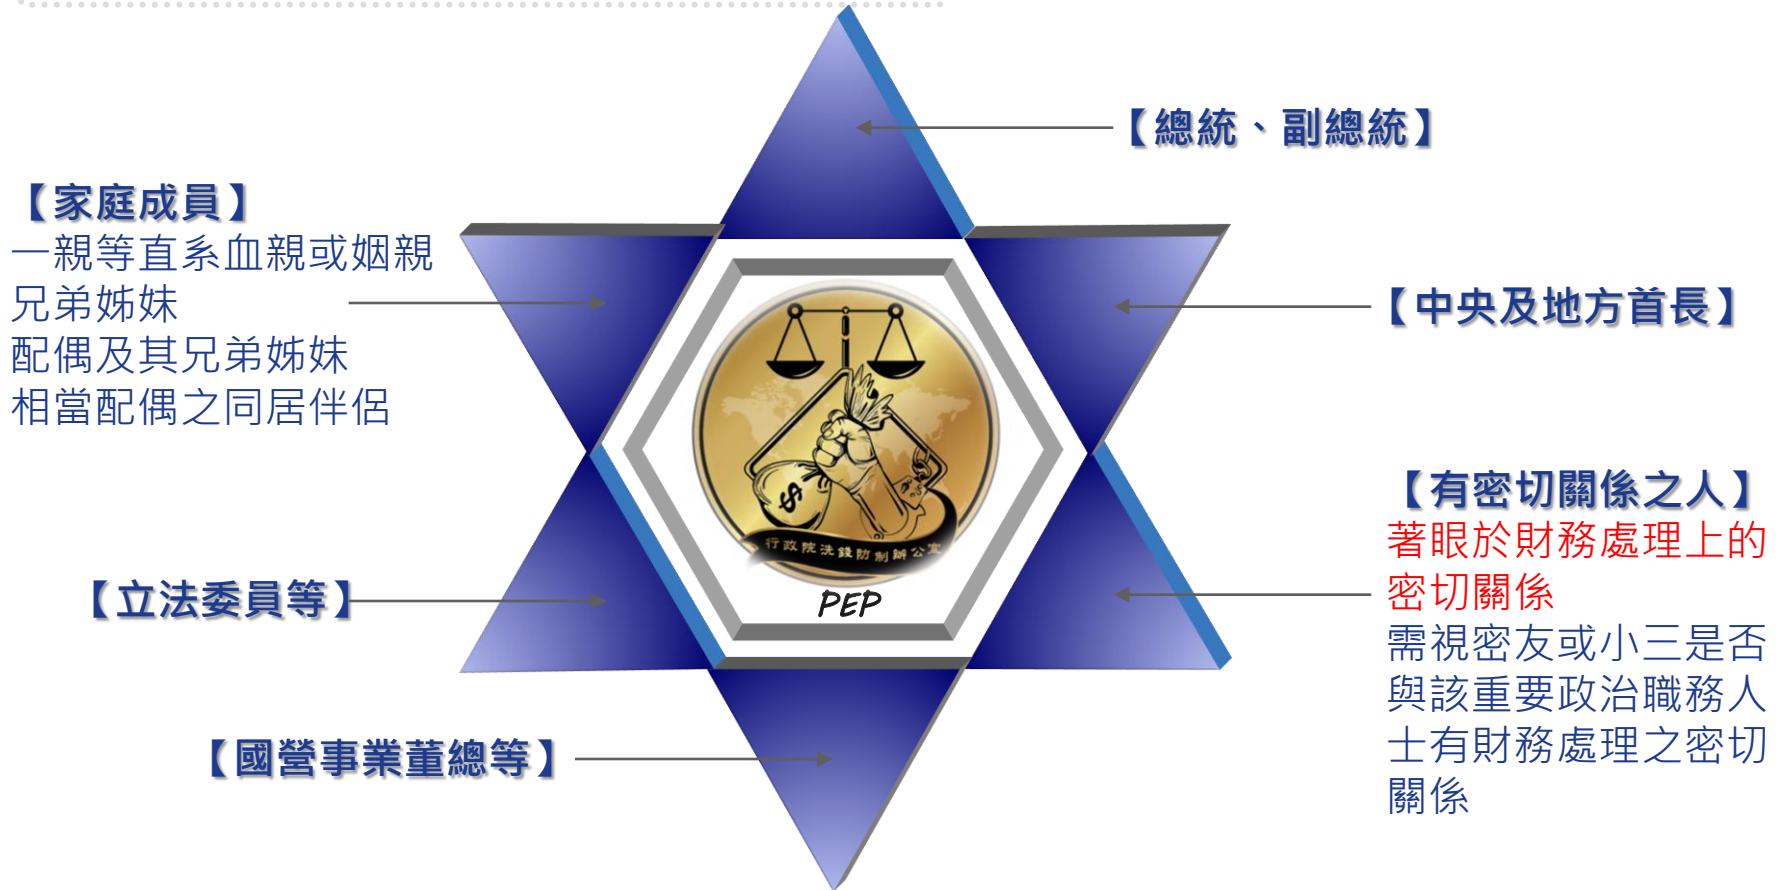 【總統、副總統】
【家庭成員】
一親等直系血親或姻親
兄弟姊妹
配偶及其兄弟姊妹
相當配偶之同居伴侶
【中央及地方首長】
【有密切關係之人】
著眼於財務處理上的
密切關係
需視密友或小三是否
與該重要政治職務人
士有財務處理之密切
關係
$
行政院洗錢防制辦公室
PEP
【立法委員等】
【國營事業董總等】